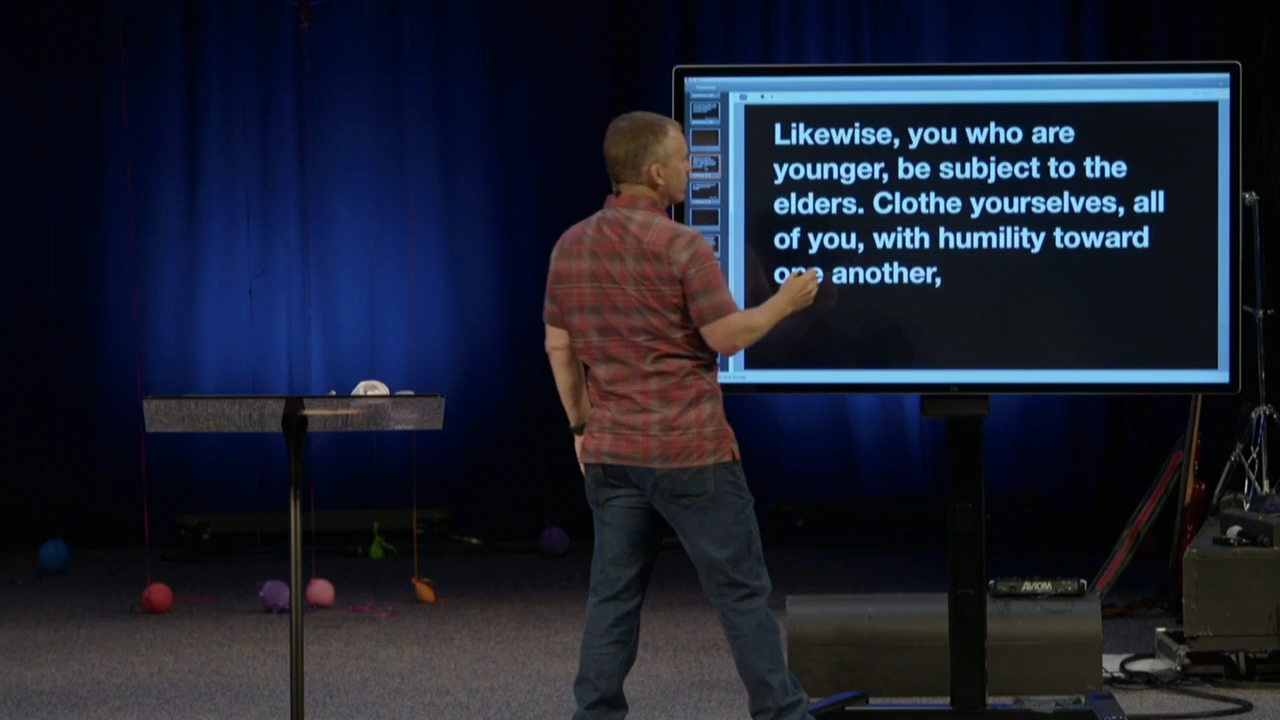 Likewise, you who are
younger, be subject to the
elders. Clothe yourselves, all
of you, with humility toward
one another,
AVIOM